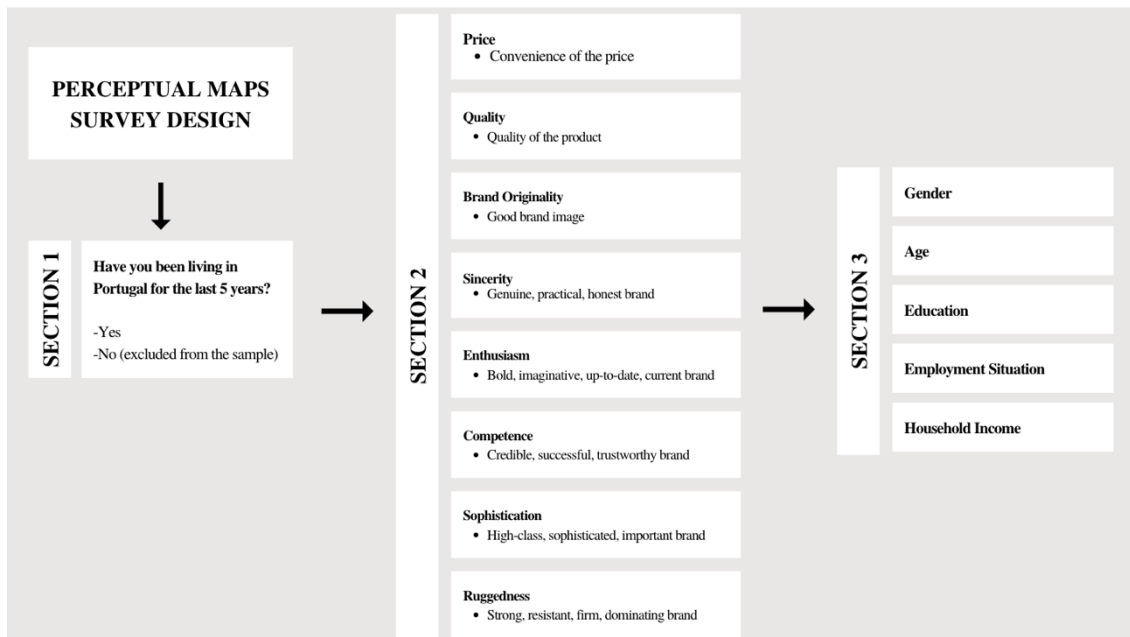 PERCEPTUAL MAPS
SURVEY DESIGN
SECTION 1
Have you been living in
Portugal for the last 5 years?
-Yes
-No (excluded from the sample)
SECTION 2
Price
• Convenience of the price
Quality
• Quality of the product
Brand Originality
• Good brand image
Sincerity
• Genuine, practical, honest brand
Enthusiasm
• Bold, imaginative, up-to-date, current brand
Competence
• Credible, successful, trustworthy brand
Sophistication
• High-class, sophisticated, important brand
Ruggedness
• Strong, resistant, firm, dominating brand
SECTION 3
Gender
Age
Education
Employment Situation
Household Income